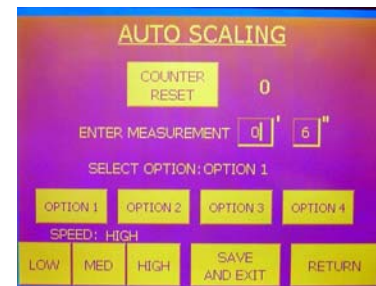 AUTO SCALING
COUNTER
RESET
0
ENTER MEASUREMENT 0 ' 6 "
SELECT OPTION: OPTION 1
OPTION 1 OPTION 2 OPTION 3 OPTION 4
SPEED: HIGH
LOW MED HIGH SAVE
AND EXIT RETURN